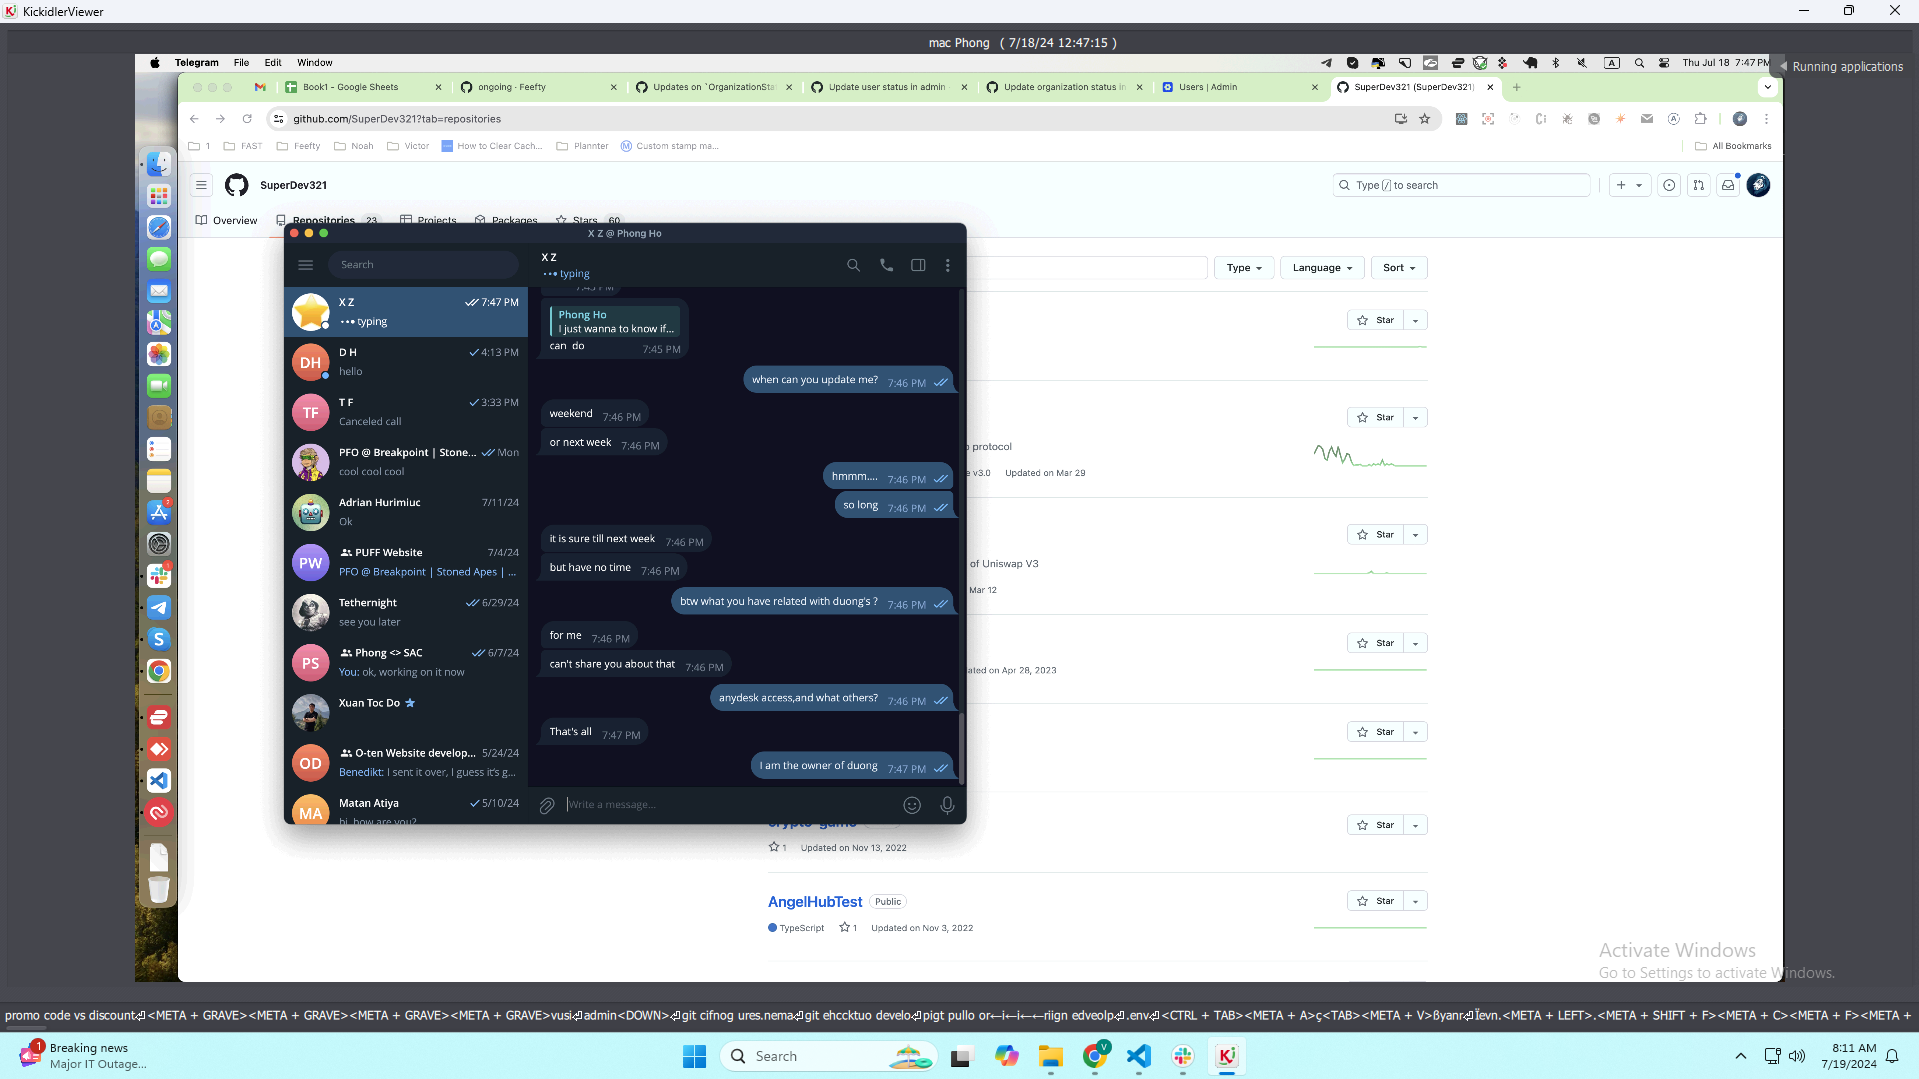 KickidlerViewer
mac Phong ( 7/18/24 12:47:15 )
Telegram File Edit Window
Thu Jul 18 7:47 PM
Running applications
Book1 - Google Sheets
ongoing · Feefty
Updates on `OrganizationSta
Update user status in admin
Update organization status in
Users | Admin
SuperDev321 (SuperDev321)
github.com/SuperDev321?tab=repositories
1 FAST Feefty Noah Victor How to Clear Cach... Plannter Custom stamp ma...
All Bookmarks
SuperDev321
Type / to search
Overview Repositories 23 Projects Packages Stars 60
Type Language Sort
X Z @ Phong Ho
Search
X Z
typing
X Z 7:47 PM
typing
D H 4:13 PM
hello
T F 3:33 PM
Canceled call
PFO @ Breakpoint | Stone... Mon
cool cool cool
Adrian Hurimiuc 7/11/24
Ok
PUFF Website 7/4/24
PFO @ Breakpoint | Stoned Apes | ...
Tethernight 6/29/24
see you later
Phong <> SAC 6/7/24
You: ok, working on it now
Xuan Toc Do
O-ten Website develop... 5/24/24
Benedikt: I sent it over, I guess it's g...
Matan Atiya 5/10/24
hi, how are you?
DH
TF
PW
PS
OD
MA
7:45 PM
Phong Ho
I just wanna to know if...
can do 7:45 PM
when can you update me? 7:46 PM
weekend 7:46 PM
or next week 7:46 PM
hmmm.... 7:46 PM
so long 7:46 PM
it is sure till next week 7:46 PM
but have no time 7:46 PM
btw what you have related with duong's ? 7:46 PM
for me 7:46 PM
can't share you about that 7:46 PM
anydesk access,and what others? 7:46 PM
That's all 7:47 PM
I am the owner of duong 7:47 PM
Write a message...
Star
Star
protocol
v3.0 Updated on Mar 29
Star
of Uniswap V3
Mar 12
Star
ated on Apr 28, 2023
Star
crypto-game
Star
1 Updated on Nov 13, 2022
AngelHubTest Public
Star
TypeScript 1 Updated on Nov 3, 2022
Activate Windows
Go to Settings to activate Windows.
promo code vs discount⏎<META + GRAVE><META + GRAVE><META + GRAVE><META + GRAVE>vusi⏎admin<DOWN>⏎git cifnog ures.nema⏎git ehccktuo develo⏎pigt pullo or←i←i←←riign edveolp⏎.env⏎<CTRL + TAB><META + A>ç<TAB><META + V>ßyanr⏎ievn.<META + LEFT>.<META + SHIFT + F><META + C><META + F><META +
1
Breaking news
Major IT Outage...
Search
8:11 AM
7/19/2024